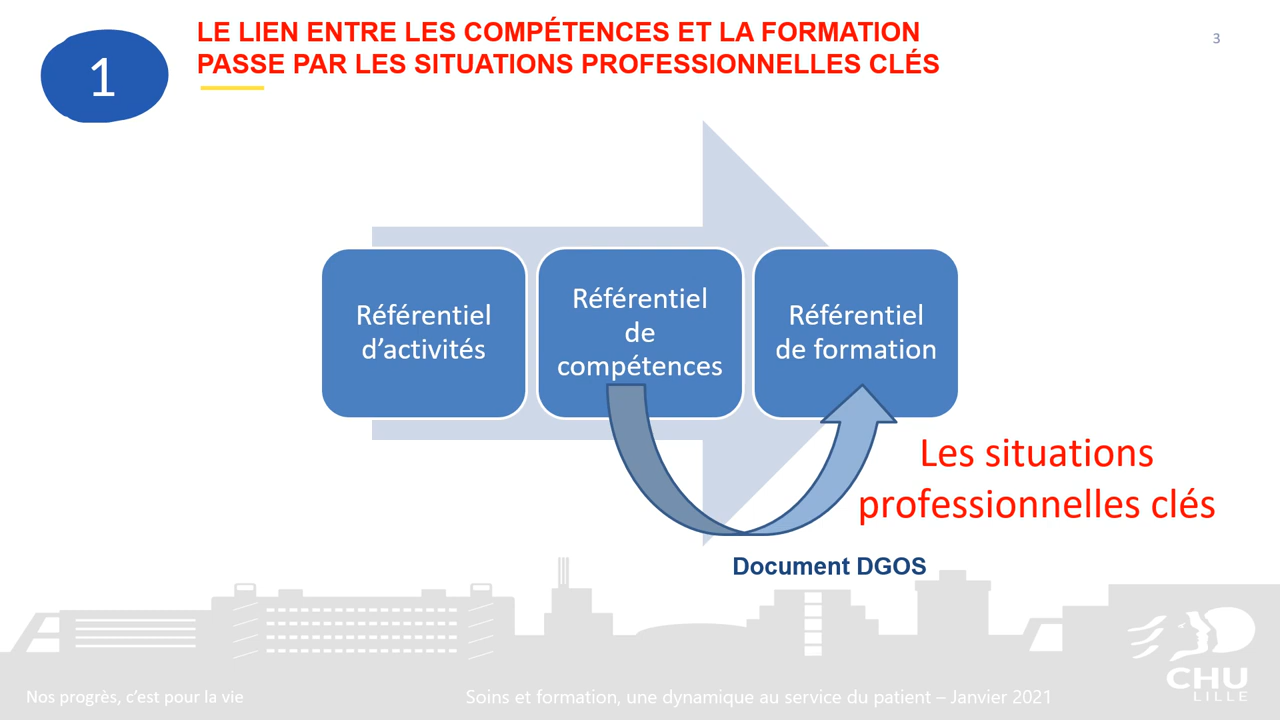 1
LE LIEN ENTRE LES COMPÉTENCES ET LA FORMATION
PASSE PAR LES SITUATIONS PROFESSIONNELLES CLÉS
3
Référentiel
d’activités
Référentiel
de
compétences
Référentiel
de formation
Les situations
professionnelles clés
Document DGOS
Nos progrès, c’est pour la vie
Soins et formation, une dynamique au service du patient – Janvier 2021
CHU
LILLE